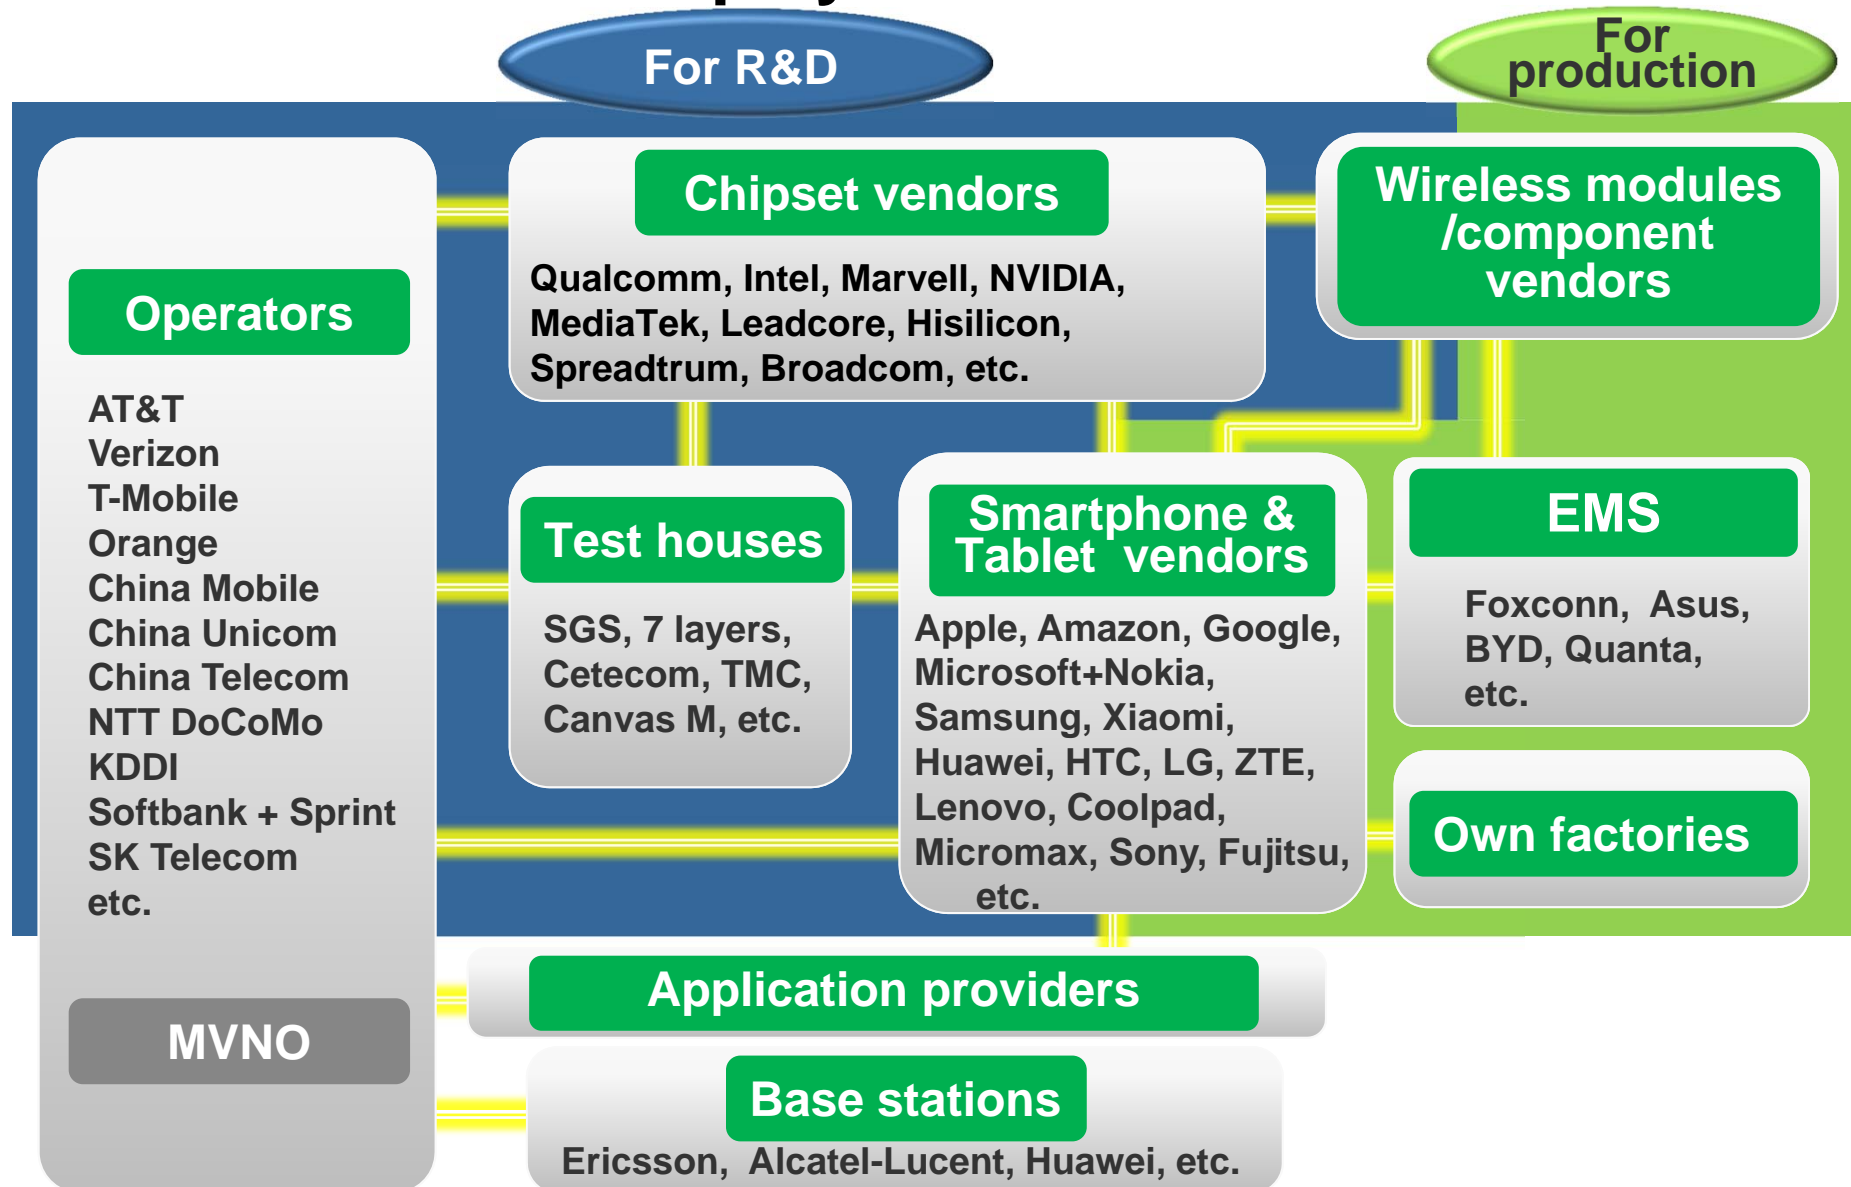 For R&D
For
production
Operators
AT&T
Verizon
T-Mobile
Orange
China Mobile
China Unicom
China Telecom
NTT DoCoMo
KDDI
Softbank + Sprint
SK Telecom
etc.
MVNO
Chipset vendors
Qualcomm, Intel, Marvell, NVIDIA,
MediaTek, Leadcore, Hisilicon,
Spreadtrum, Broadcom, etc.
Wireless modules
/component
vendors
Test houses
SGS, 7 layers,
Cetecom, TMC,
Canvas M, etc.
Smartphone &
Tablet vendors
Apple, Amazon, Google,
Microsoft+Nokia,
Samsung, Xiaomi,
Huawei, HTC, LG, ZTE,
Lenovo, Coolpad,
Micromax, Sony, Fujitsu,
etc.
EMS
Foxconn, Asus,
BYD, Quanta,
etc.
Own factories
Application providers
Base stations
Ericsson, Alcatel-Lucent, Huawei, etc.